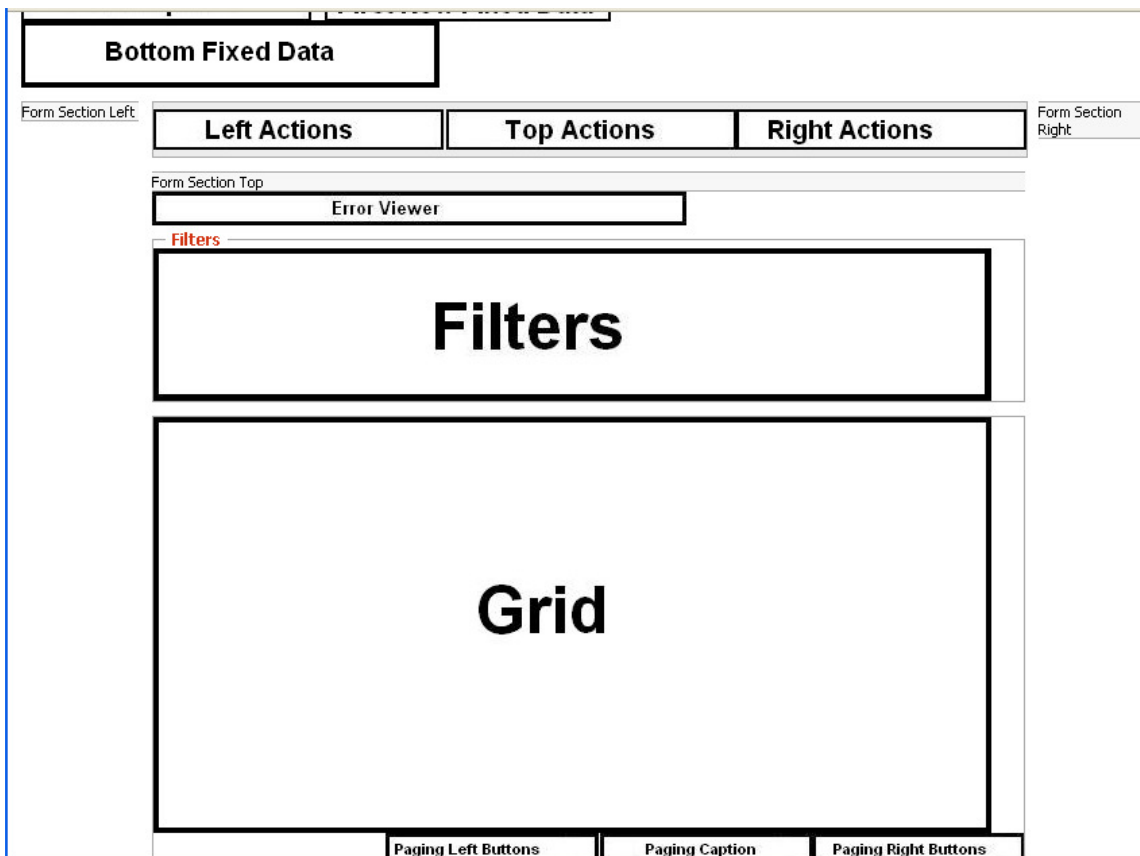 Bottom Fixed Data
Form Section Left
Left Actions
Top Actions
Right Actions
Form Section
Right
Form Section Top
Error Viewer
Filters
Filters
Grid
Paging Left Buttons
Paging Caption
Paging Right Buttons